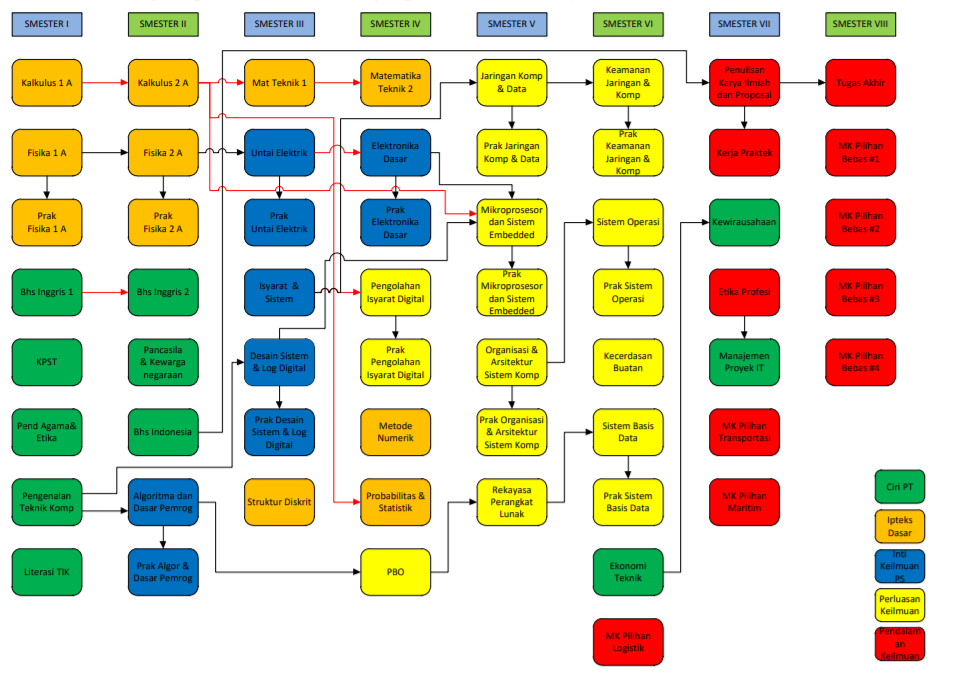 SMESTER I
SMESTER II
SMESTER III
SMESTER IV
SMESTER V
SMESTER VI
SMESTER VII
SMESTER VIII
Kalkulus 1 A
Kalkulus 2 A
Mat Teknik 1
Matematika
Teknik 2
Jaringan Komp
& Data
Keamanan
Jaringan &
Komp
Penulisan
Karya Ilmiah
dan Proposal
Tugas Akhir
Fisika 1 A
Fisika 2 A
Untai Elektrik
Elektronika
Dasar
Prak Jaringan
Komp & Data
Prak
Keamanan
Jaringan &
Komp
Kerja Praktek
MK Pilihan
Bebas #1
Prak
Fisika 1 A
Prak
Fisika 2 A
Prak
Untai Elektrik
Prak
Elektronika
Dasar
Mikroprosesor
dan Sistem
Embedded
Sistem Operasi
Kewirausahaan
MK Pilihan
Bebas #2
Bhs Inggris 1
Bhs Inggris 2
Isyarat &
Sistem
Pengolahan
Isyarat Digital
Prak
Mikroprosesor
dan Sistem
Embedded
Prak Sistem
Operasi
Etika Profesi
MK Pilihan
Bebas #3
KPST
Pancasila
& Kewarga
negaraan
Desain Sistem
& Log Digital
Prak
Pengolahan
Isyarat Digital
Organisasi &
Arsitektur
Sistem Komp
Kecerdasan
Buatan
Manajemen
Proyek IT
MK Pilihan
Bebas #4
Pend Agama&
Etika
Bhs Indonesia
Prak Desain
Sistem & Log
Digital
Metode
Numerik
Prak Organisasi
& Arsitektur
Sistem Komp
Sistem Basis
Data
MK Pilihan
Transportasi
Pengenalan
Teknik Komp
Algoritma dan
Dasar Pemrog
Struktur Diskrit
Probabilitas &
Statistik
Rekayasa
Perangkat
Lunak
Prak Sistem
Basis Data
MK Pilihan
Maritim
Literasi TIK
Prak Algor &
Dasar Pemrog
PBO
Ekonomi
Teknik
MK Pilihan
Logistik
Ciri PT
Ipteks
Dasar
Inti
Keilmuan
PS
Perluasan
Keilmuan
Pendalam
an
Keilmuan